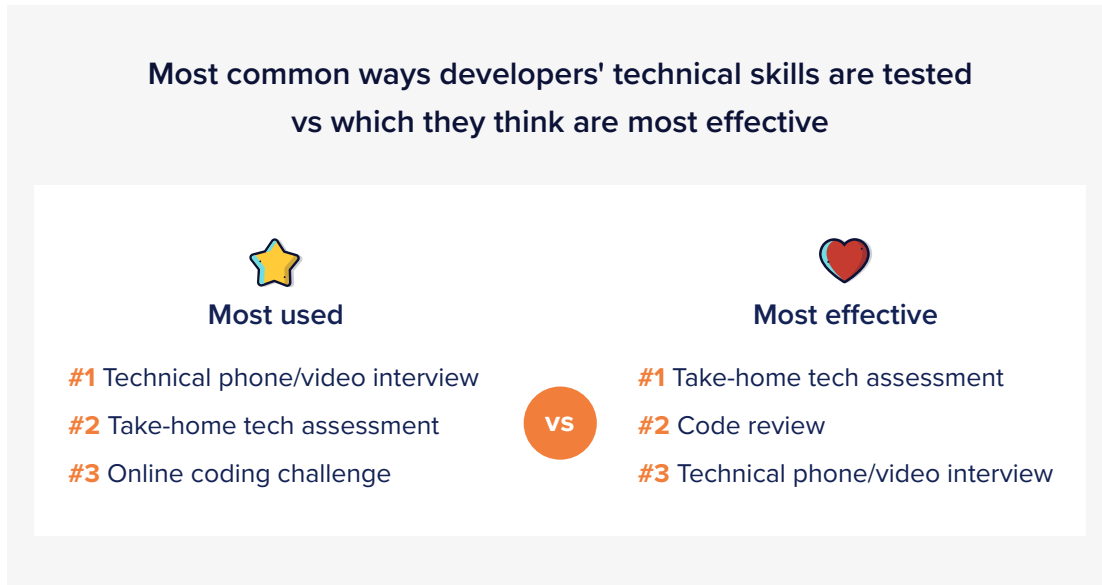 Most common ways developers' technical skills are tested
vs which they think are most effective
Most used
#1 Technical phone/video interview
#2 Take-home tech assessment
#3 Online coding challenge
vs
Most effective
#1 Take-home tech assessment
#2 Code review
#3 Technical phone/video interview